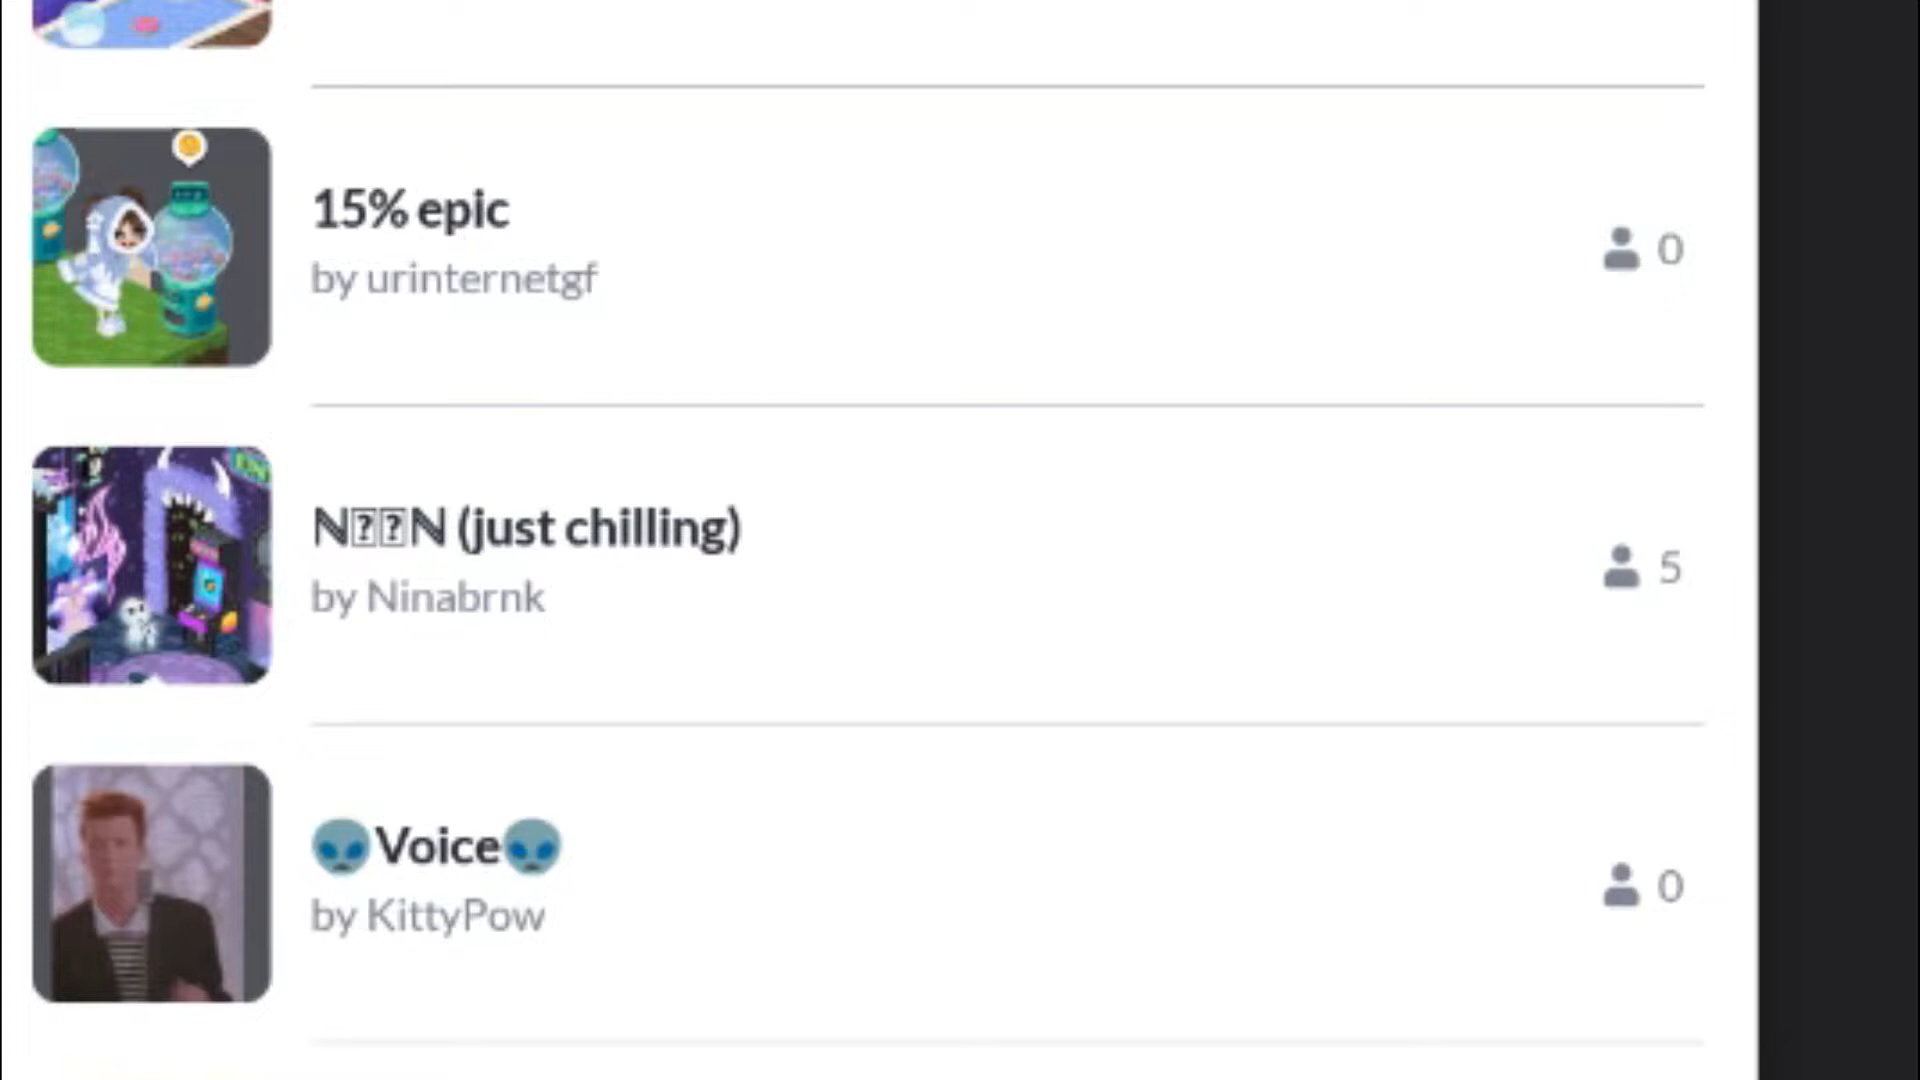 15% epic
by urinternetgf
0
N⍰⍰N (just chilling)
by Ninabrnk
5
👽Voice👽
by KittyPow
0